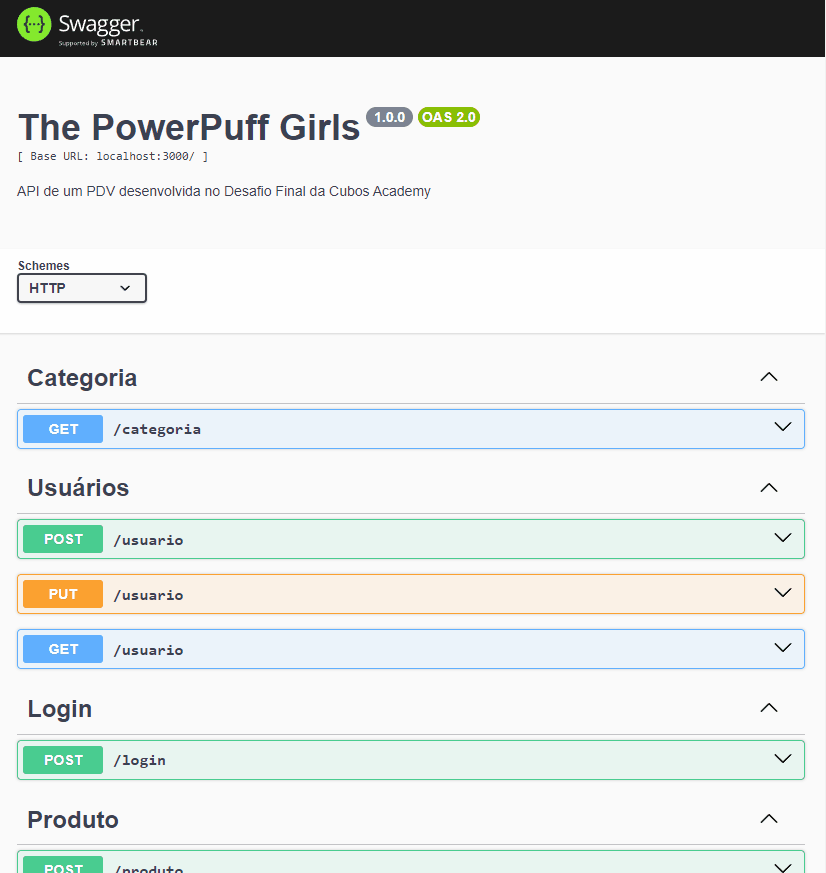 Swagger
Supported by SMARTBEAR
The PowerPuff Girls 1.0.0 OAS 2.0
[ Base URL: localhost:3000/ ]
API de um PDV desenvolvida no Desafio Final da Cubos Academy
Schemes
HTTP
Categoria
GET /categoria
Usuários
POST /usuario
PUT /usuario
GET /usuario
Login
POST /login
Produto
POST /produto